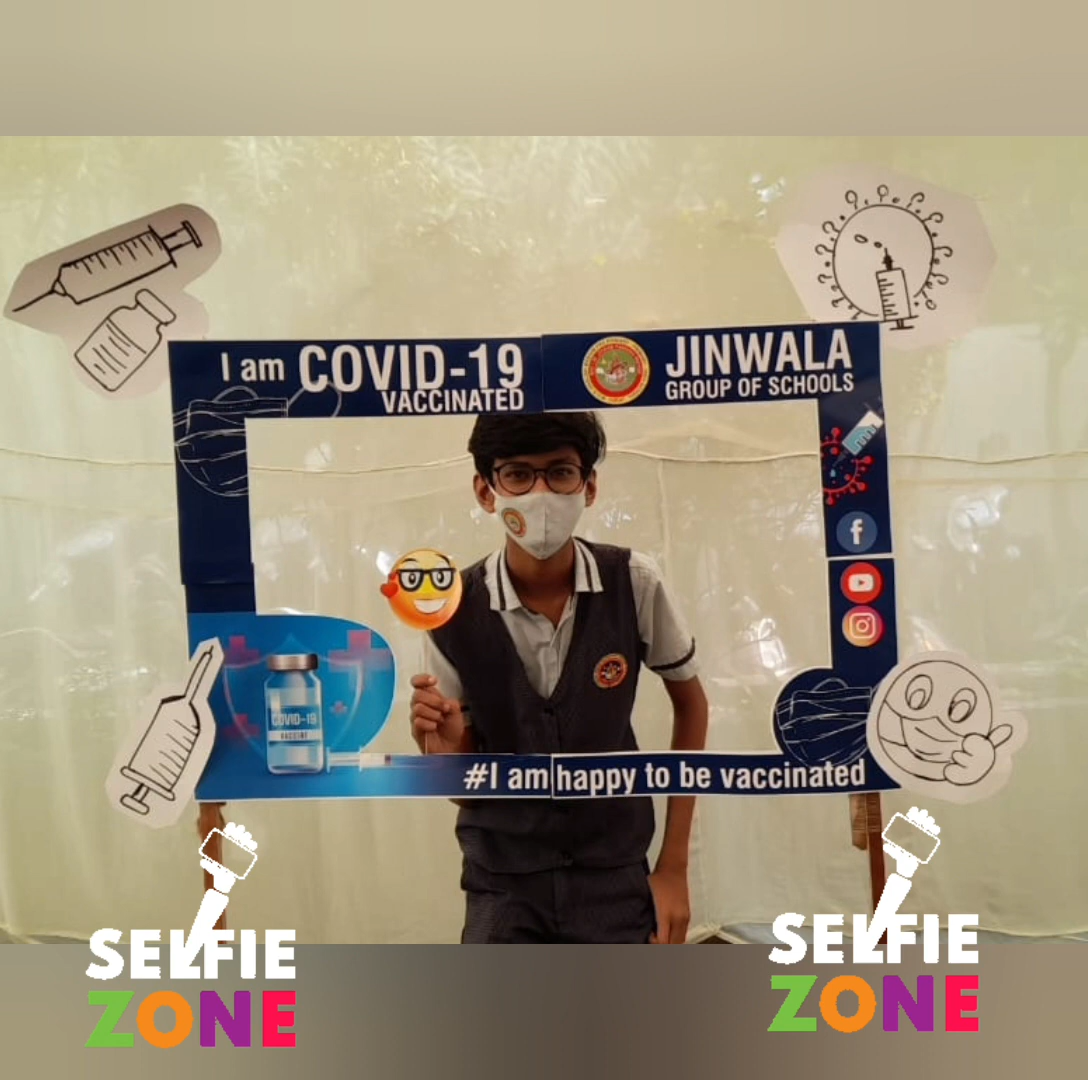 I am COVID-19
VACCINATED
JINWALA
GROUP OF SCHOOLS
COVID-19
VACCINE
#I am happy to be vaccinated
SELFIE
ZONE
SELFIE
ZONE